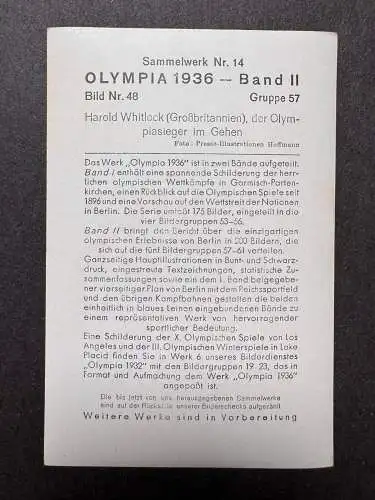 Sammelwerk Nr. 14
OLYMPIA 1936 — Band II
Bild Nr. 48 Gruppe 57
Harold Whitlock (Großbritannien), der Olym-
piasieger im Gehen
Foto: Presse-Illustrationen Hoffmann
Das Werk „Olympia 1936" ist in zwei Bände aufgeteilt.
Band I enthält eine spannende Schilderung der herr-
lichen olympischen Wettkämpfe in Garmisch-Parten-
kirchen, einen Rückblick auf die Olympischen Spiele seit
1896 und eine Vorschau auf den Wettstreit der Nationen
in Berlin. Die Serie umfaßt 175 Bilder, eingeteilt in die
vier Bildergruppen 53–56.
Band II bringt den Bericht über die einzigartigen
olympischen Erlebnisse von Berlin in 200 Bildern, die
sich auf die fünf Bildergruppen 57–61 verteilen.
Ganzseitige Hauptillustrationen in Bunt- und Schwarz-
druck, eingestreute Textzeichnungen, statistische Zu-
sammenfassungen sowie ein dem I. Band beigegebe-
ner vierseitiger Plan von Berlin mit dem Reichssportfeld
und den übrigen Kampfbahnen gestalten die beiden
einheitlich in blaues Leinen eingebundenen Bände zu
einem repräsentativen Werk von hervorragender
sportlicher Bedeutung.
Eine Schilderung der X. Olympischen Spiele von Los
Angeles und der III. Olympischen Winterspiele in Lake
Placid finden Sie in Werk 6 unseres Bilderdienstes
„Olympia 1932" mit den Bildergruppen 19–23, das in
Format und Aufmachung dem Werk „Olympia 1936"
angepaßt ist.
Die bis jetzt von uns herausgegebenen Sammelwerke
sind auf der Rückseite unserer Bilderschecks aufgezählt
Weitere Werke sind in Vorbereitung